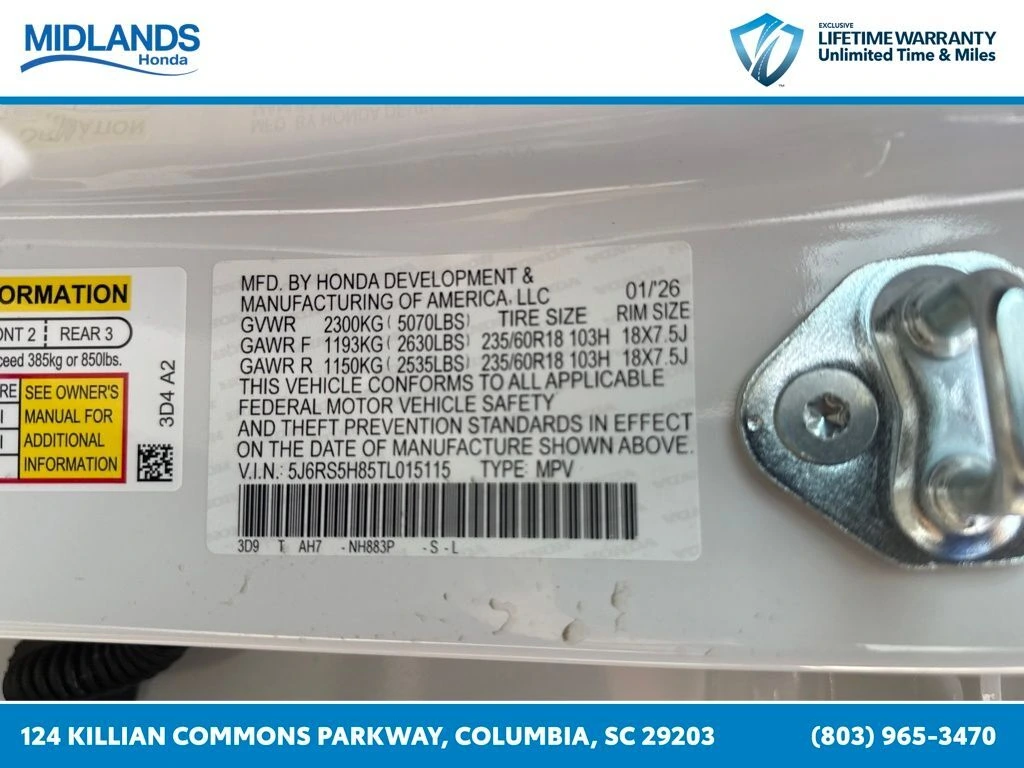 MIDLANDS
Honda
EXCLUSIVE
LIFETIME WARRANTY
Unlimited Time & Miles
™
ORMATION
ONT 2 REAR 3
ceed 385kg or 850lbs.
RE SEE OWNER'S
MANUAL FOR
ADDITIONAL
INFORMATION
3D4 A2
MFD. BY HONDA DEVELOPMENT &
MANUFACTURING OF AMERICA, LLC 01/'26
GVWR 2300KG ( 5070LBS) TIRE SIZE RIM SIZE
GAWR F 1193KG ( 2630LBS) 235/60R18 103H 18X7.5J
GAWR R 1150KG ( 2535LBS) 235/60R18 103H 18X7.5J
THIS VEHICLE CONFORMS TO ALL APPLICABLE
FEDERAL MOTOR VEHICLE SAFETY
AND THEFT PREVENTION STANDARDS IN EFFECT
ON THE DATE OF MANUFACTURE SHOWN ABOVE.
V.I.N.: 5J6RS5H85TL015115 TYPE: MPV
3D9 T AH7 -NH883P -S-L
124 KILLIAN COMMONS PARKWAY, COLUMBIA, SC 29203 (803) 965-3470